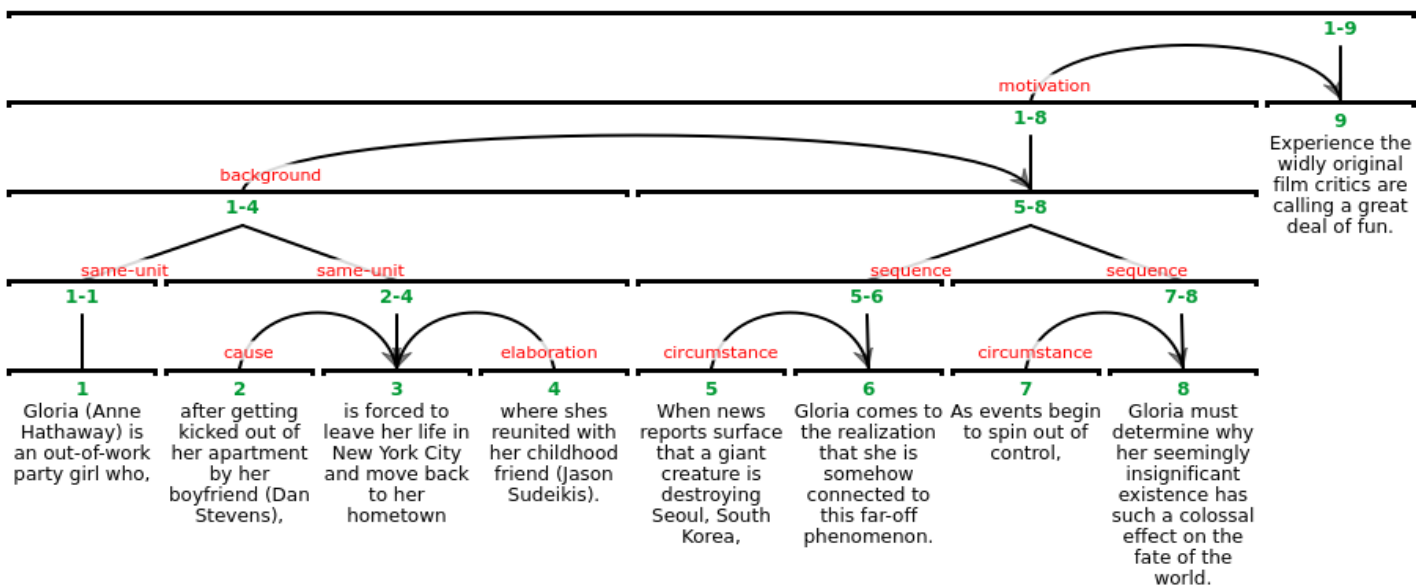 1-9
motivation
1-8
9
Experience the
widly original
film critics are
calling a great
deal of fun.
background
1-4
5-8
same-unit
same-unit
sequence
sequence
1-1
2-4
5-6
7-8
cause
elaboration
circumstance
circumstance
1
Gloria (Anne
Hathaway) is
an out-of-work
party girl who,
2
after getting
kicked out of
her apartment
by her
boyfriend (Dan
Stevens),
3
is forced to
leave her life in
New York City
and move back
to her
hometown
4
where shes
reunited with
her childhood
friend (Jason
Sudeikis).
5
When news
reports surface
that a giant
creature is
destroying
Seoul, South
Korea,
6
Gloria comes to
the realization
that she is
somehow
connected to
this far-off
phenomenon.
7
As events begin
to spin out of
control,
8
Gloria must
determine why
her seemingly
insignificant
existence has
such a colossal
effect on the
fate of the
world.